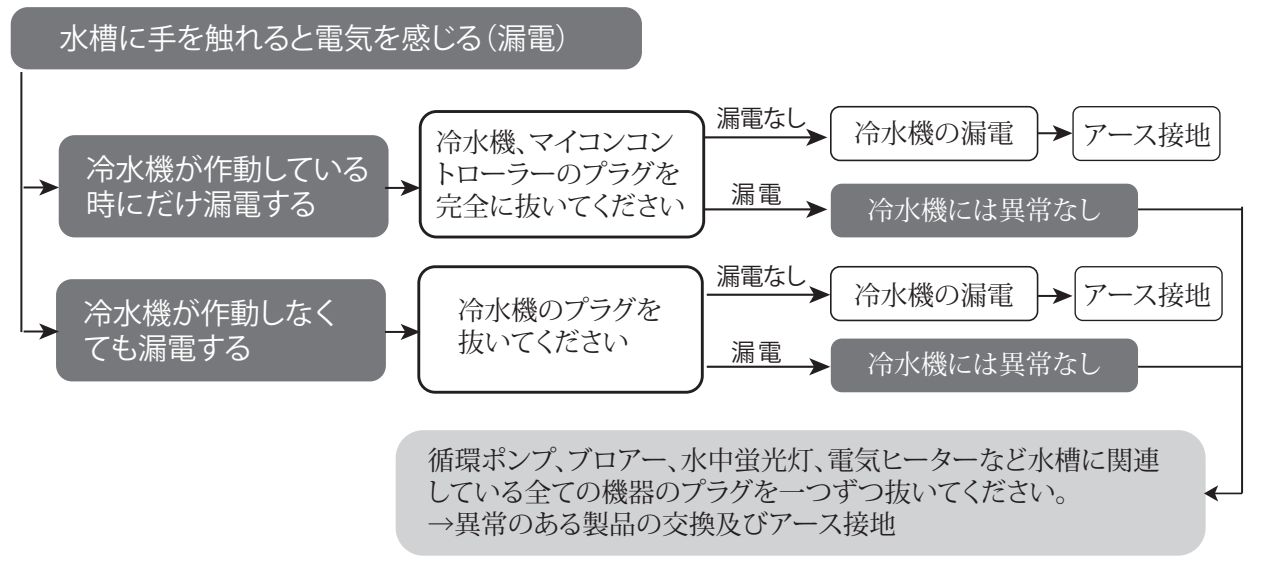 水槽に手を触れると電気を感じる（漏電）
冷水機が作動している
時にだけ漏電する
冷水機、マイコンコン
トローラーのプラグを
完全に抜いてください
漏電なし
冷水機の漏電
アース接地
漏電
冷水機には異常なし
冷水機が作動しなく
ても漏電する
冷水機のプラグを
抜いてください
漏電なし
冷水機の漏電
アース接地
漏電
冷水機には異常なし
循環ポンプ、ブロアー、水中蛍光灯、電気ヒーターなど水槽に関連
している全ての機器のプラグを一つずつ抜いてください。
→異常のある製品の交換及びアース接地